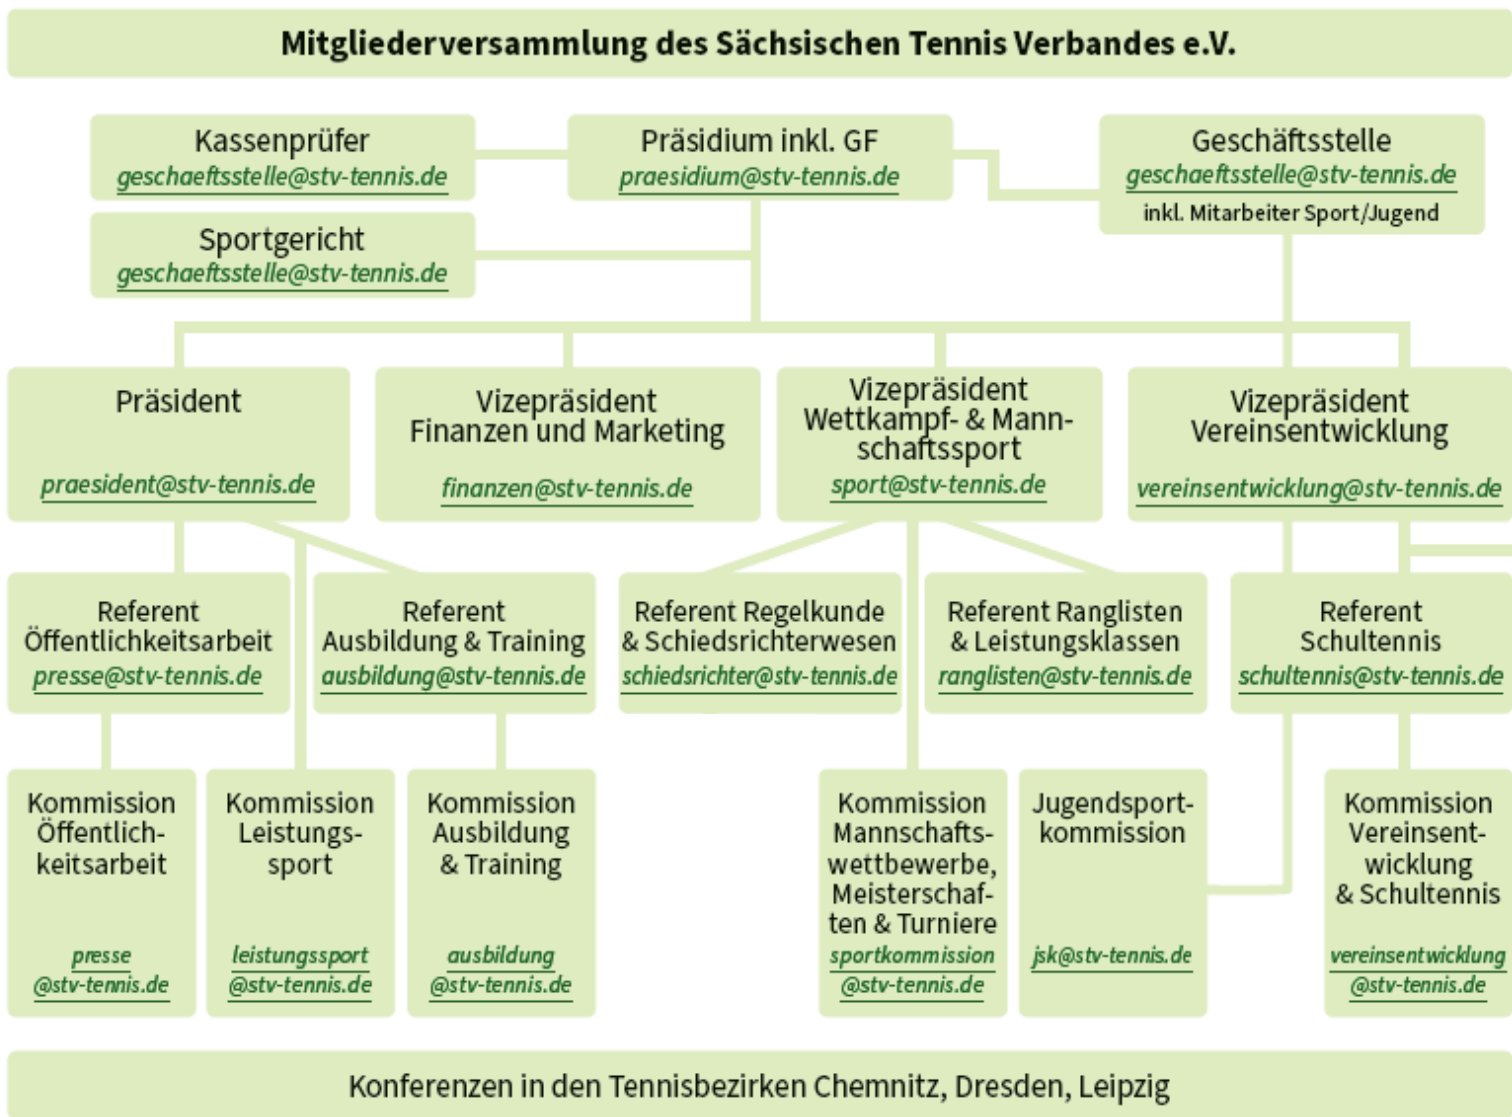 Mitgliederversammlung des Sächsischen Tennis Verbandes e.V.
Kassenprüfer
geschaeftsstelle@stv-tennis.de
Präsidium inkl. GF
praesidium@stv-tennis.de
Geschäftsstelle
geschaeftsstelle@stv-tennis.de
inkl. Mitarbeiter Sport/Jugend
Sportgericht
geschaeftsstelle@stv-tennis.de
Präsident
praesident@stv-tennis.de
Vizepräsident
Finanzen und Marketing
finanzen@stv-tennis.de
Vizepräsident
Wettkampf- & Mann-
schaftssport
sport@stv-tennis.de
Vizepräsident
Vereinsentwicklung
vereinsentwicklung@stv-tennis.de
Referent
Öffentlichkeitsarbeit
presse@stv-tennis.de
Referent
Ausbildung & Training
ausbildung@stv-tennis.de
Referent Regelkunde
& Schiedsrichterwesen
schiedsrichter@stv-tennis.de
Referent Ranglisten
& Leistungsklassen
ranglisten@stv-tennis.de
Referent
Schultennis
schultennis@stv-tennis.de
Kommission
Öffentlich-
keitsarbeit
presse
@stv-tennis.de
Kommission
Leistungs-
sport
leistungssport
@stv-tennis.de
Kommission
Ausbildung
& Training
ausbildung
@stv-tennis.de
Kommission
Mannschafts-
wettbewerbe,
Meisterschaf-
ten & Turniere
sportkommission
@stv-tennis.de
Jugendsport-
kommission
jsk@stv-tennis.de
Kommission
Vereinsent-
wicklung
& Schultennis
vereinsentwicklung
@stv-tennis.de
Konferenzen in den Tennisbezirken Chemnitz, Dresden, Leipzig